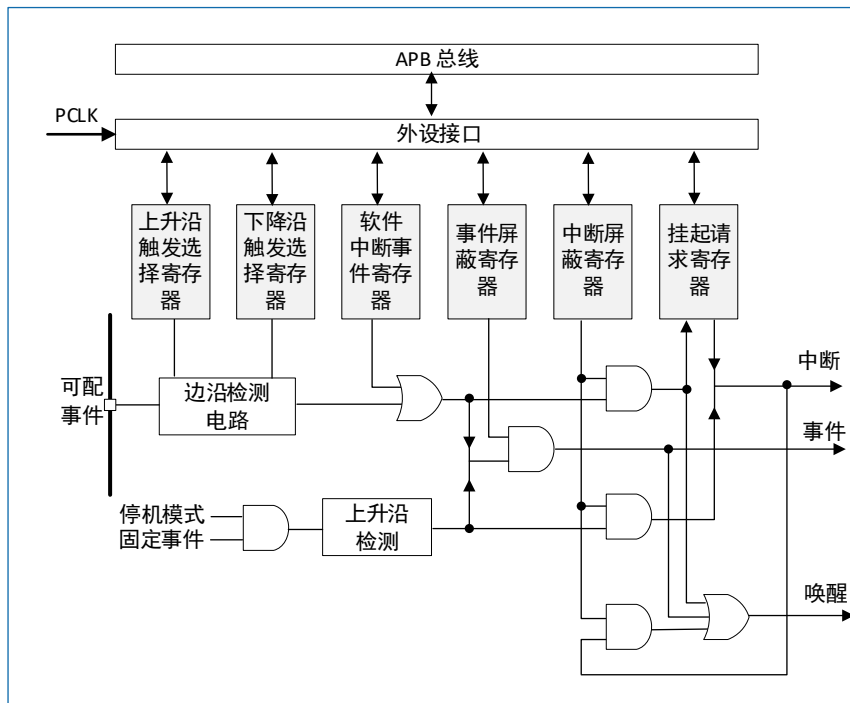 APB 总线
PCLK
外设接口
上升沿
触发选
择寄存
器
下降沿
触发选
择寄存
器
软件
中断事
件寄存
器
事件屏
蔽寄存
器
中断屏
蔽寄存
器
挂起请
求寄存
器
可配
事件
边沿检测
电路
中断
事件
停机模式
固定事件
上升沿
检测
唤醒